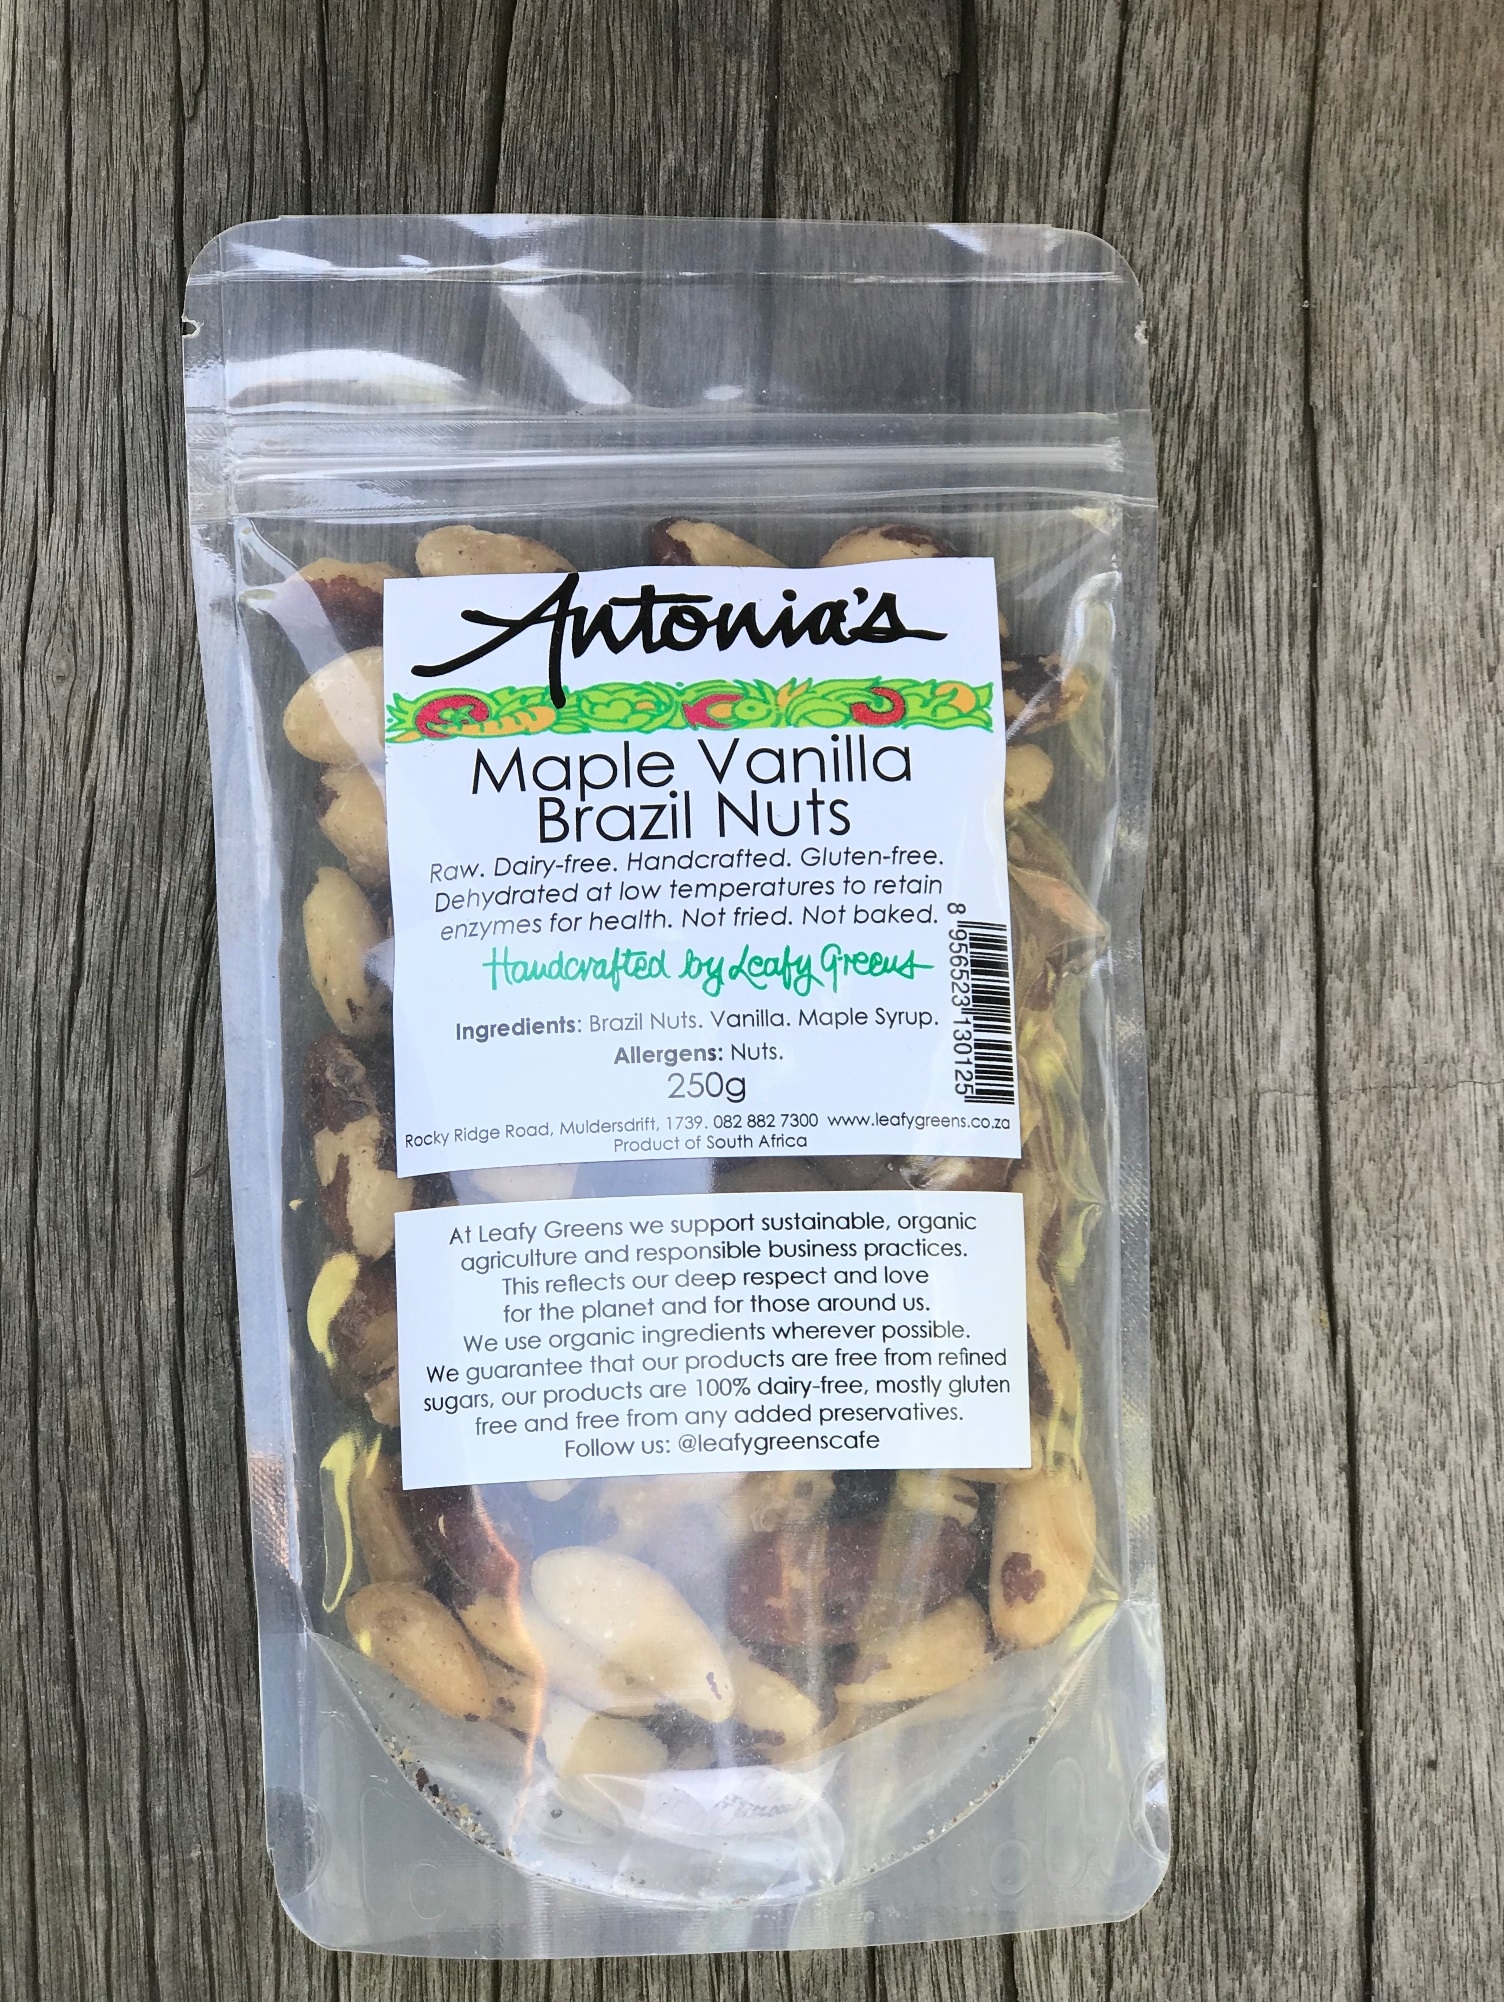 Antonia's
Maple Vanilla
Brazil Nuts
Raw. Dairy-free. Handcrafted. Gluten-free.
Dehydrated at low temperatures to retain
enzymes for health. Not fried. Not baked.
Handcrafted by Leafy Greens
Ingredients: Brazil Nuts. Vanilla. Maple Syrup.
Allergens: Nuts.
250g
8 956523 130125
Rocky Ridge Road, Muldersdrift, 1739. 082 882 7300 www.leafygreens.co.za
Product of South Africa
At Leafy Greens we support sustainable, organic
agriculture and responsible business practices.
This reflects our deep respect and love
for the planet and for those around us.
We use organic ingredients wherever possible.
We guarantee that our products are free from refined
sugars, our products are 100% dairy-free, mostly gluten
free and free from any added preservatives.
Follow us: @leafygreenscafe